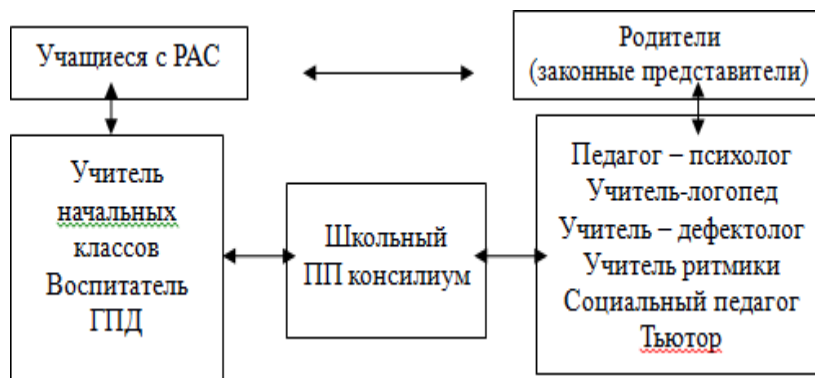 Учащиеся с РАС
Родители
(законные представители)
Учитель
начальных
классов
Воспитатель
ГПД
Школьный
ПП консилиум
Педагог – психолог
Учитель-логопед
Учитель – дефектолог
Учитель ритмики
Социальный педагог
Тьютор